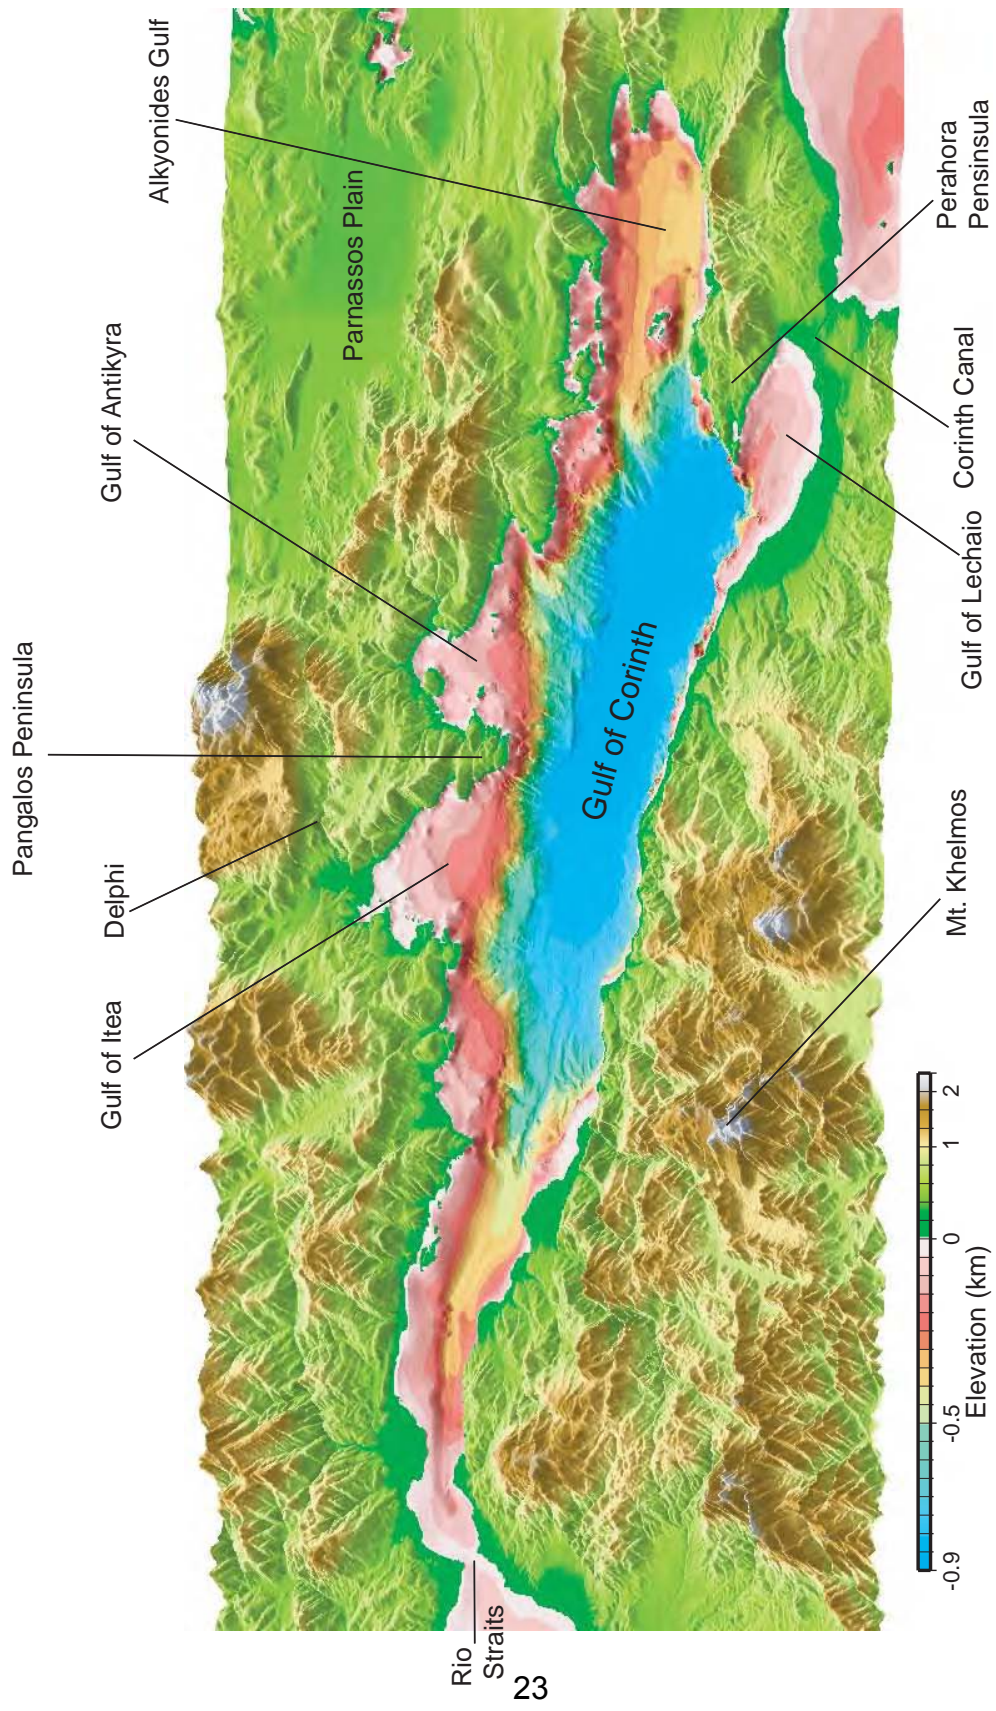 Pangalos Peninsula
Delphi
Gulf of Itea
Gulf of Antikyra
Alkyonides Gulf
Parnassos Plain
Gulf of Corinth
Rio
Straits
Mt. Khelmos
Gulf of Lechaio
Corinth Canal
Perahora
Pensinsula
-0.9
-0.5
0
1
2
Elevation (km)
23